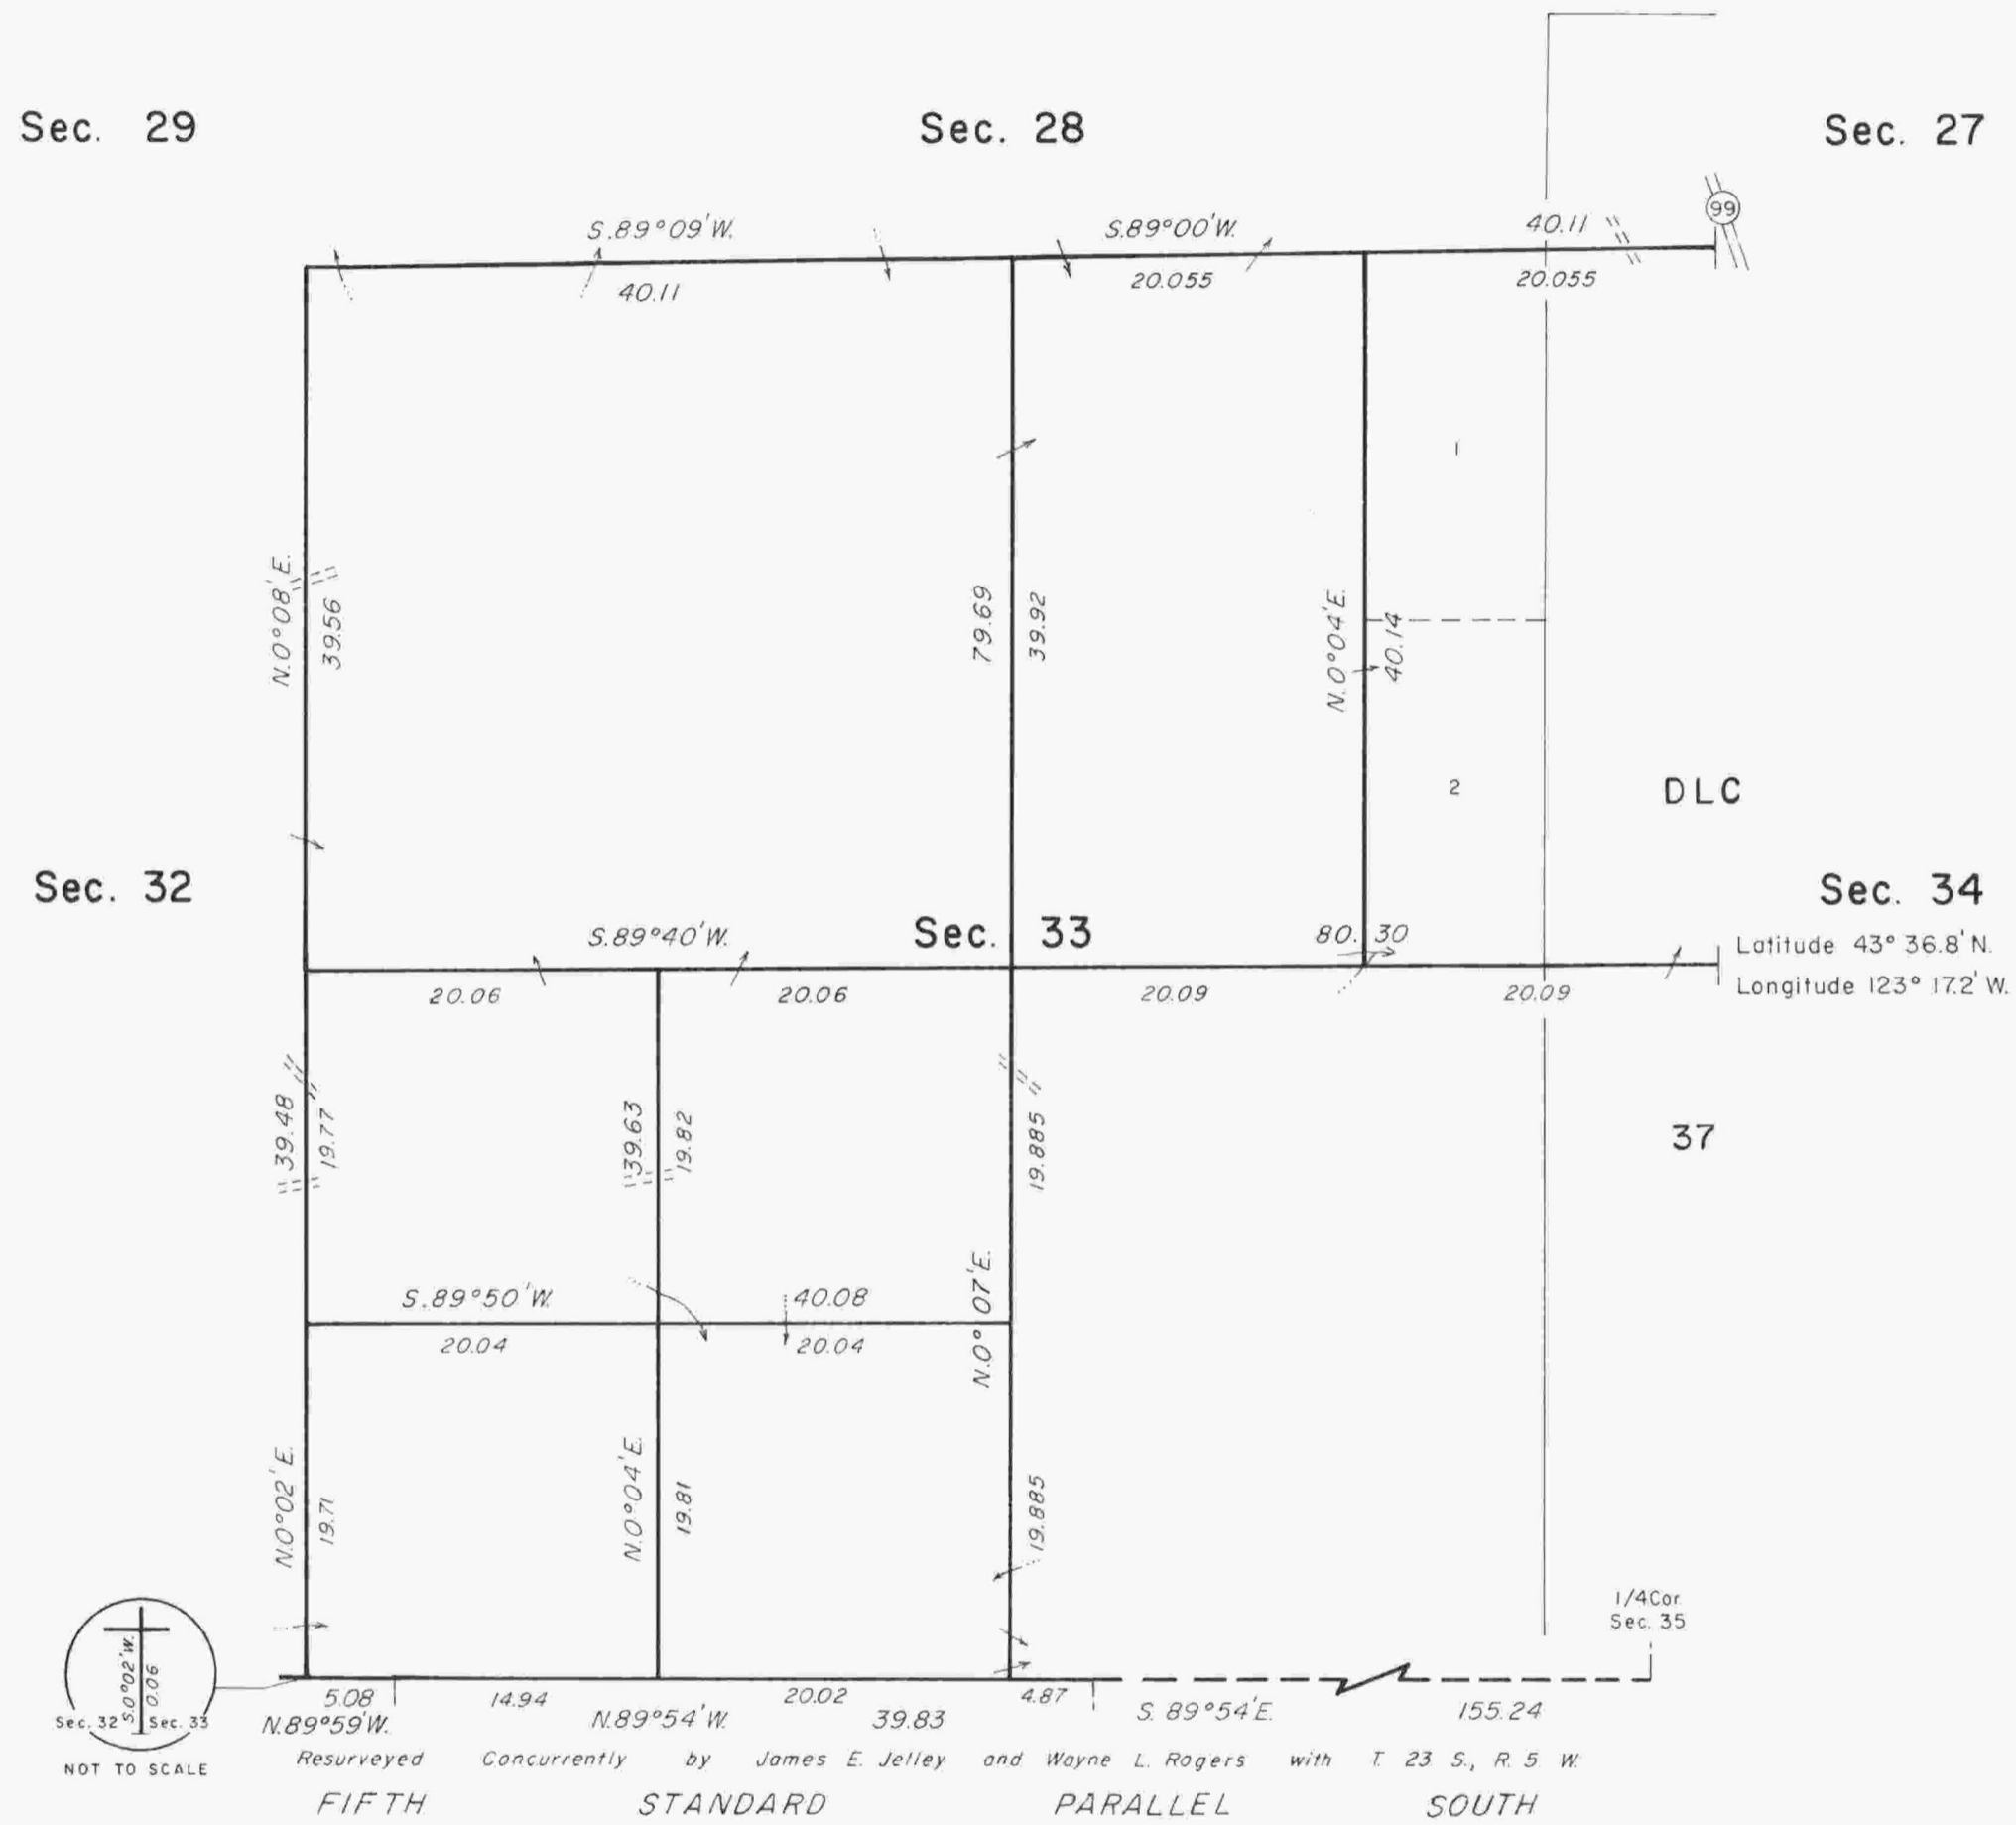 Sec. 29
Sec. 28
Sec. 27
99
S.89°09'W.
S.89°00'W.
40.11
40.11
20.055
20.055
1
N.0°08'E.
39.56
79.69
39.92
N.0°04'E.
40.14
2
DLC
Sec. 32
Sec. 33
Sec. 34
S.89°40'W.
80.30
Latitude 43° 36.8' N.
Longitude 123° 17.2' W.
20.06
20.06
20.09
20.09
39.48
19.77
39.63
19.82
19.885
37
S.89°50'W.
40.08
N.0°07'E.
20.04
20.04
N.0°02'E.
19.71
N.0°04'E.
19.81
19.885
1/4 Cor.
Sec. 35
S.0°02'W.
0.06
Sec. 32
Sec. 33
NOT TO SCALE
5.08
14.94
20.02
4.87
N.89°59'W.
N.89°54'W.
39.83
S. 89°54'E.
155.24
Resurveyed Concurrently by James E. Jelley and Wayne L. Rogers with T. 23 S., R. 5 W.
FIFTH STANDARD PARALLEL SOUTH